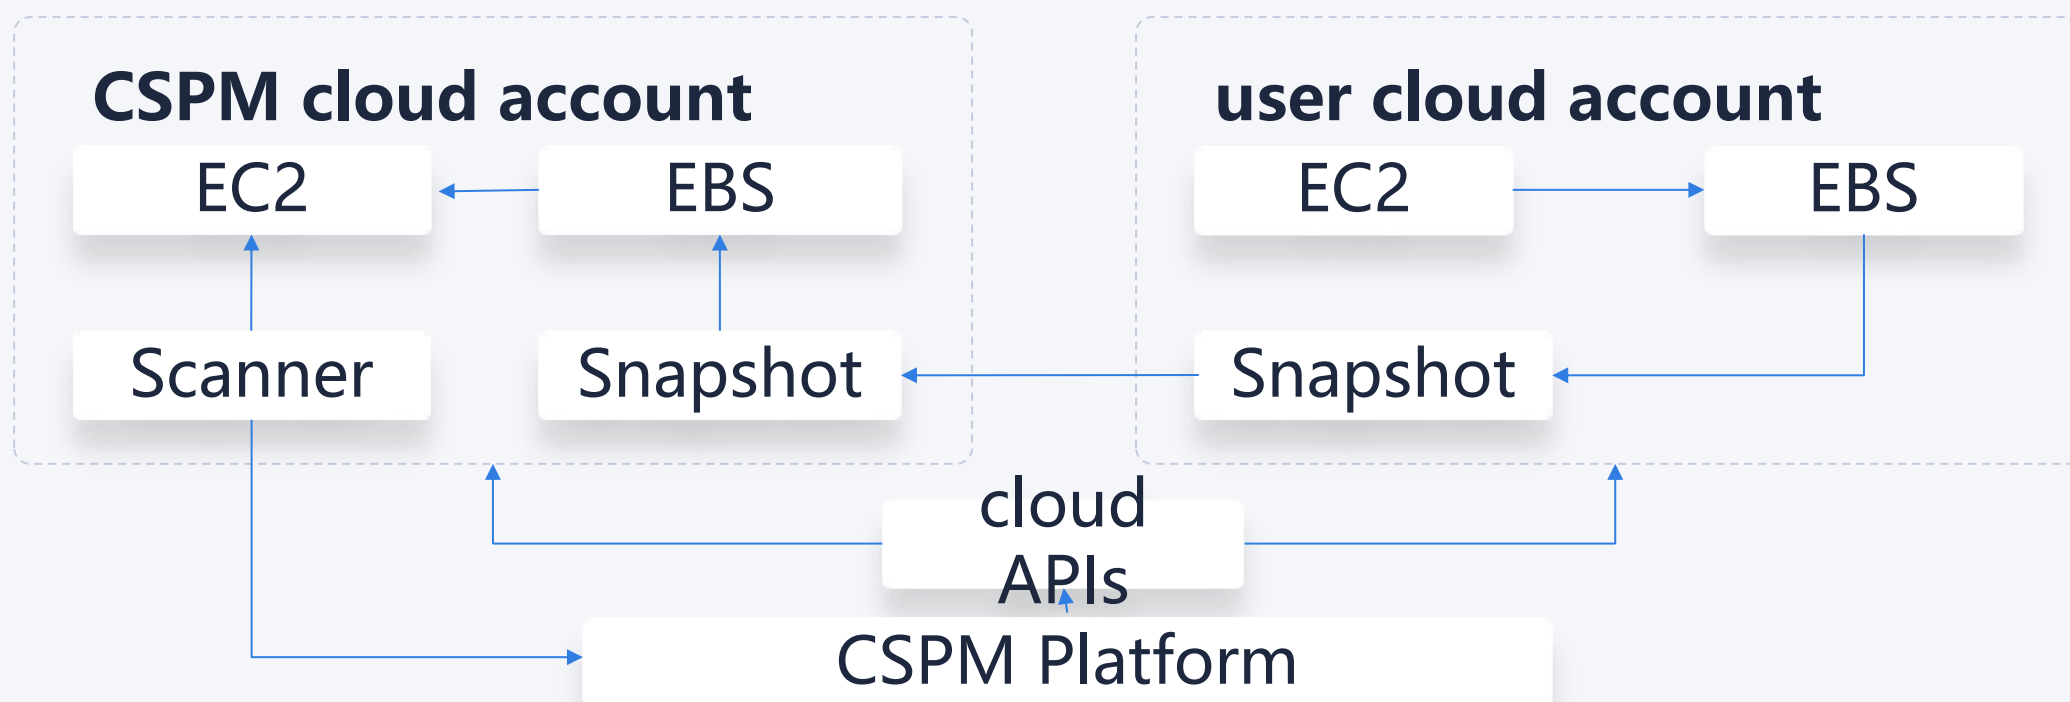 CSPM cloud account
user cloud account
EC2
EBS
EC2
EBS
Scanner
Snapshot
Snapshot
cloud
APIs
CSPM Platform